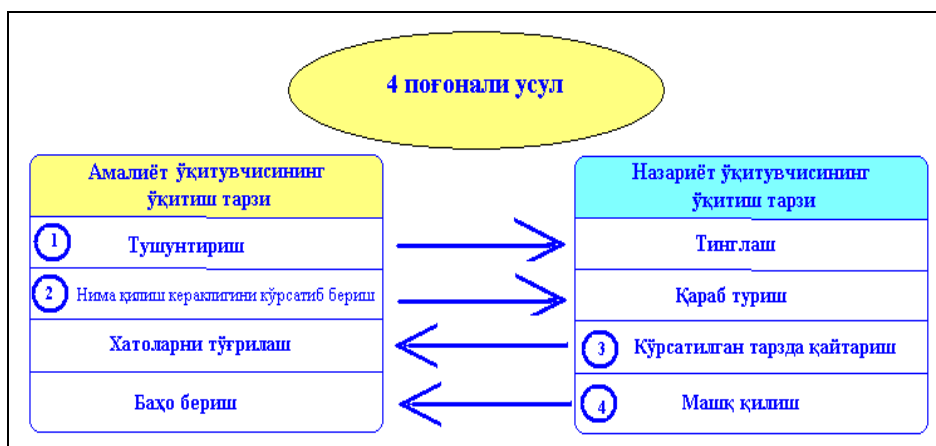 4 поғонали усул
Амалиёт ўқитувчисининг
ўқитиш тарзи
1 Тушунтириш
2 Нима қилиш кераклигини кўрсатиб бериш
Хатоларни тўғрилаш
Баҳо бериш
Назариёт ўқитувчисининг
ўқитиш тарзи
Тинглаш
Қараб туриш
3 Кўрсатилган тарзда қайтариш
4 Машқ қилиш